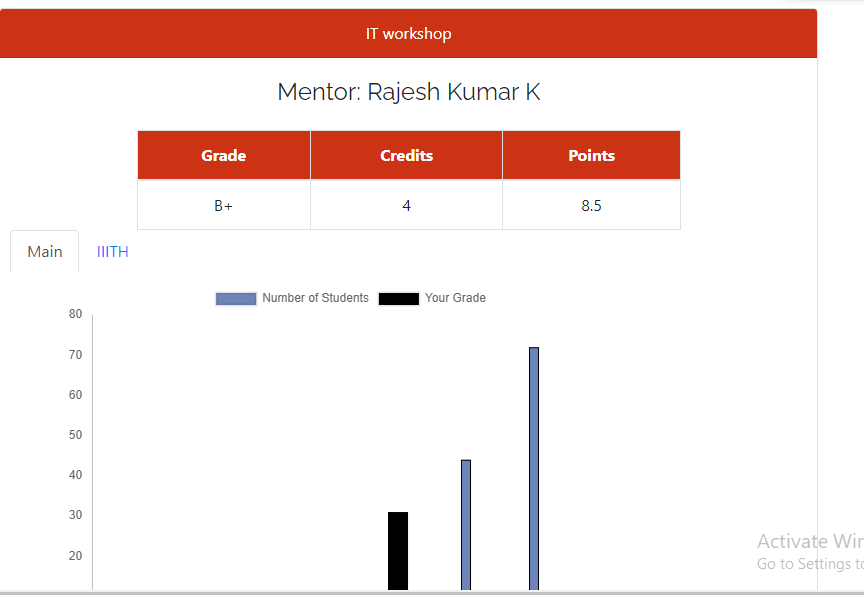 IT workshop
Mentor: Rajesh Kumar K
Grade Credits Points
B+ 4 8.5
Main IIITH
Number of Students Your Grade
80
70
60
50
40
30
20
Activate Win
Go to Settings to